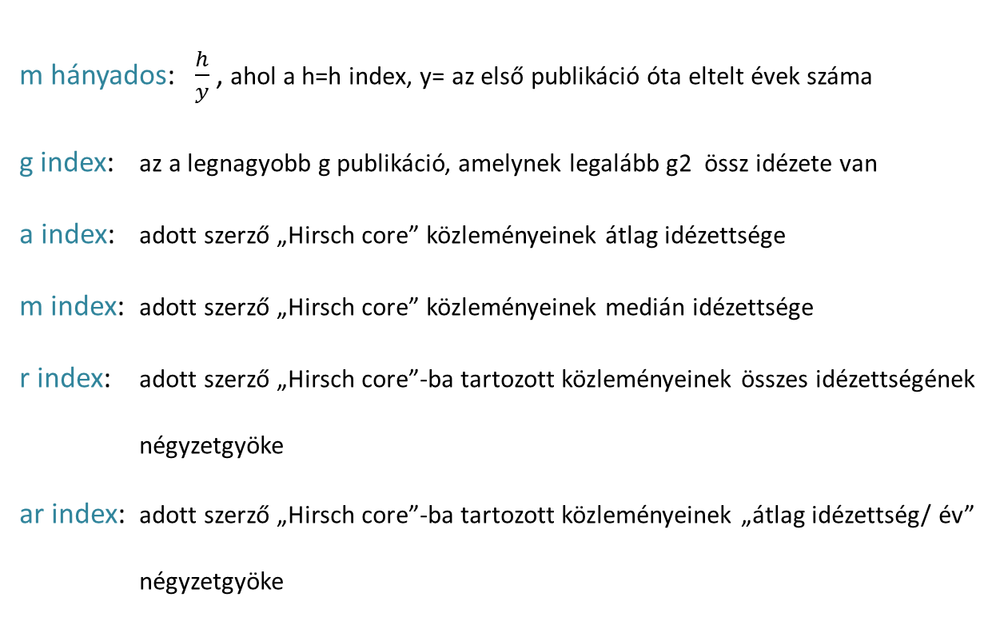 m hányados: h/y , ahol a h=h index, y= az első publikáció óta eltelt évek száma
g index: az a legnagyobb g publikáció, amelynek legalább g2 össz idézete van
a index: adott szerző „Hirsch core” közleményeinek átlag idézettsége
m index: adott szerző „Hirsch core” közleményeinek medián idézettsége
r index: adott szerző „Hirsch core”-ba tartozott közleményeinek összes idézettségének
négyzetgyöke
ar index: adott szerző „Hirsch core”-ba tartozott közleményeinek „átlag idézettség/ év”
négyzetgyöke